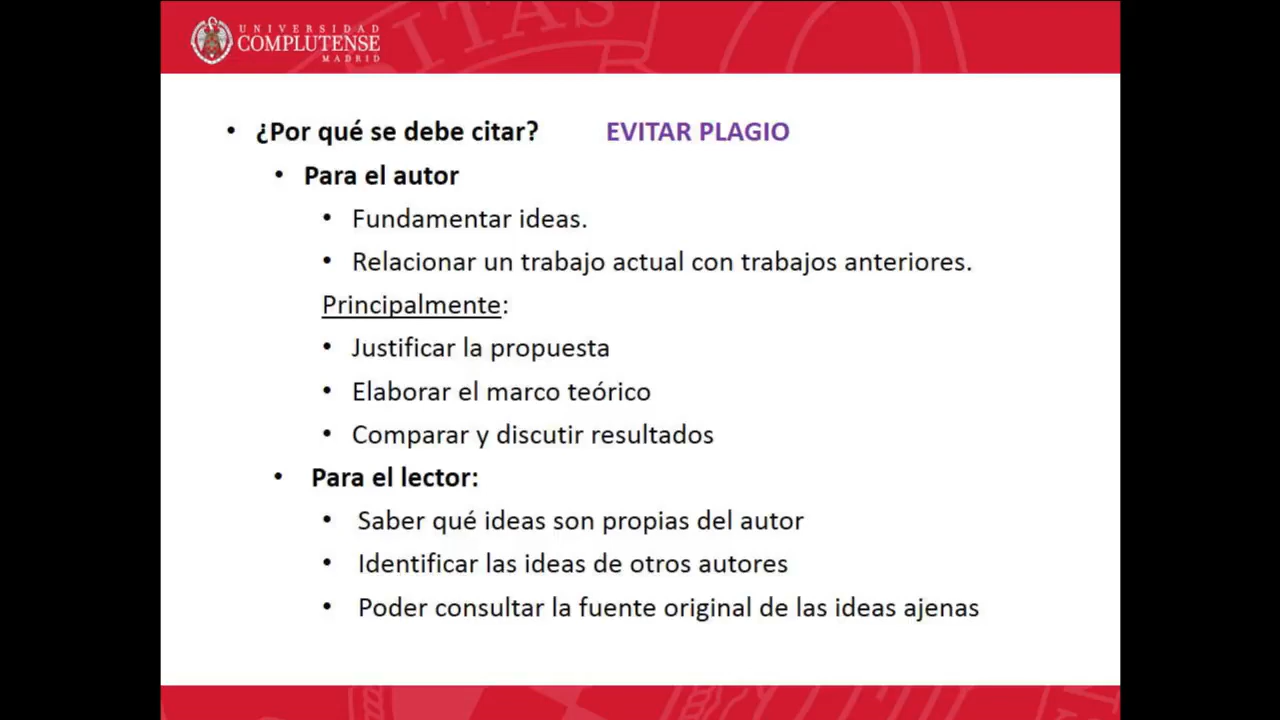 UNIVERSIDAD
COMPLUTENSE
MADRID
• ¿Por qué se debe citar? EVITAR PLAGIO
• Para el autor
• Fundamentar ideas.
• Relacionar un trabajo actual con trabajos anteriores.
Principalmente:
• Justificar la propuesta
• Elaborar el marco teórico
• Comparar y discutir resultados
• Para el lector:
• Saber qué ideas son propias del autor
• Identificar las ideas de otros autores
• Poder consultar la fuente original de las ideas ajenas